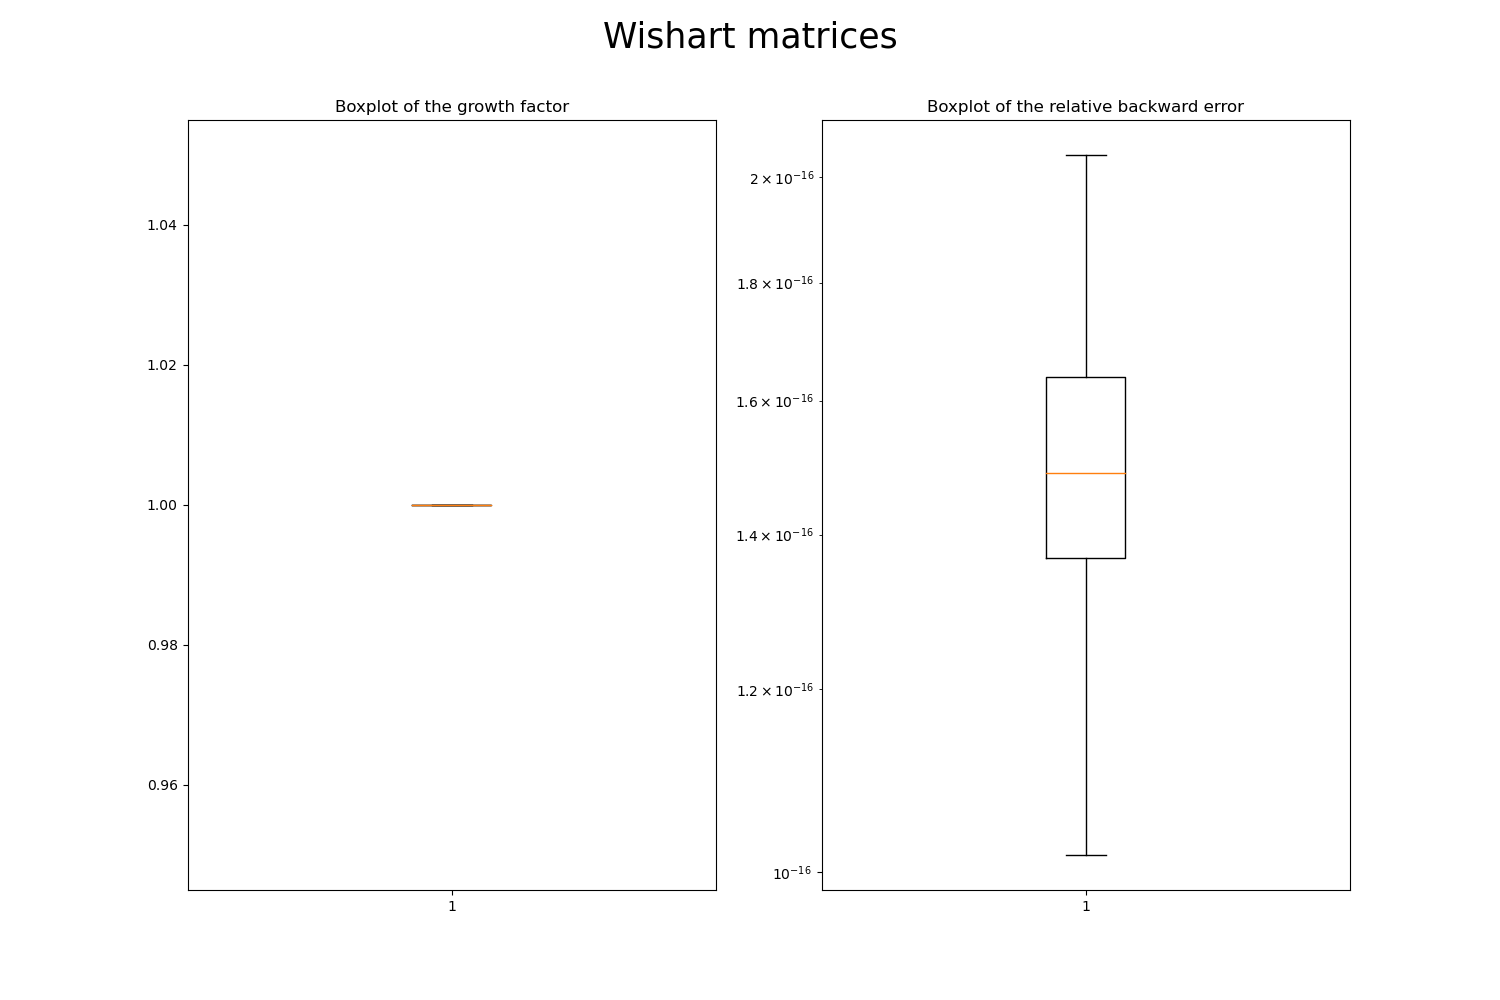 Wishart matrices
Boxplot of the growth factor
1.04
1.02
1.00
0.98
0.96
1
Boxplot of the relative backward error
2 × 10⁻¹⁶
1.8 × 10⁻¹⁶
1.6 × 10⁻¹⁶
1.4 × 10⁻¹⁶
1.2 × 10⁻¹⁶
10⁻¹⁶
1